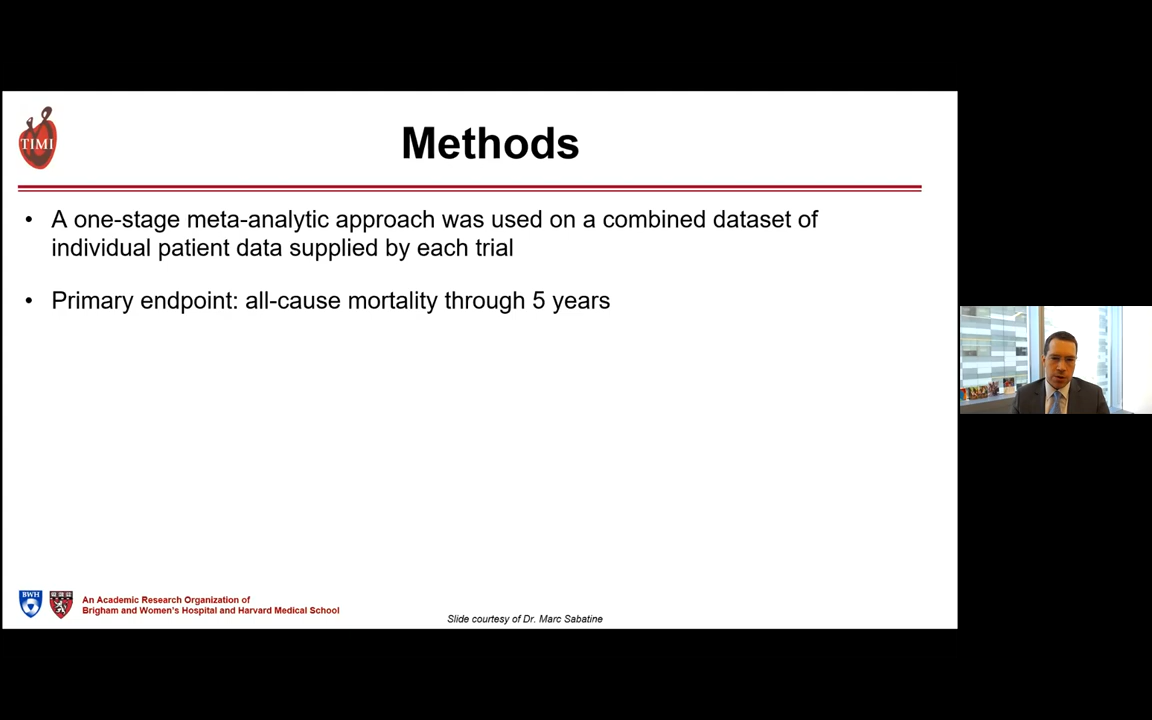 TIMI
Methods
• A one-stage meta-analytic approach was used on a combined dataset of
individual patient data supplied by each trial
• Primary endpoint: all-cause mortality through 5 years
BWH
An Academic Research Organization of
Brigham and Women's Hospital and Harvard Medical School
Slide courtesy of Dr. Marc Sabatine